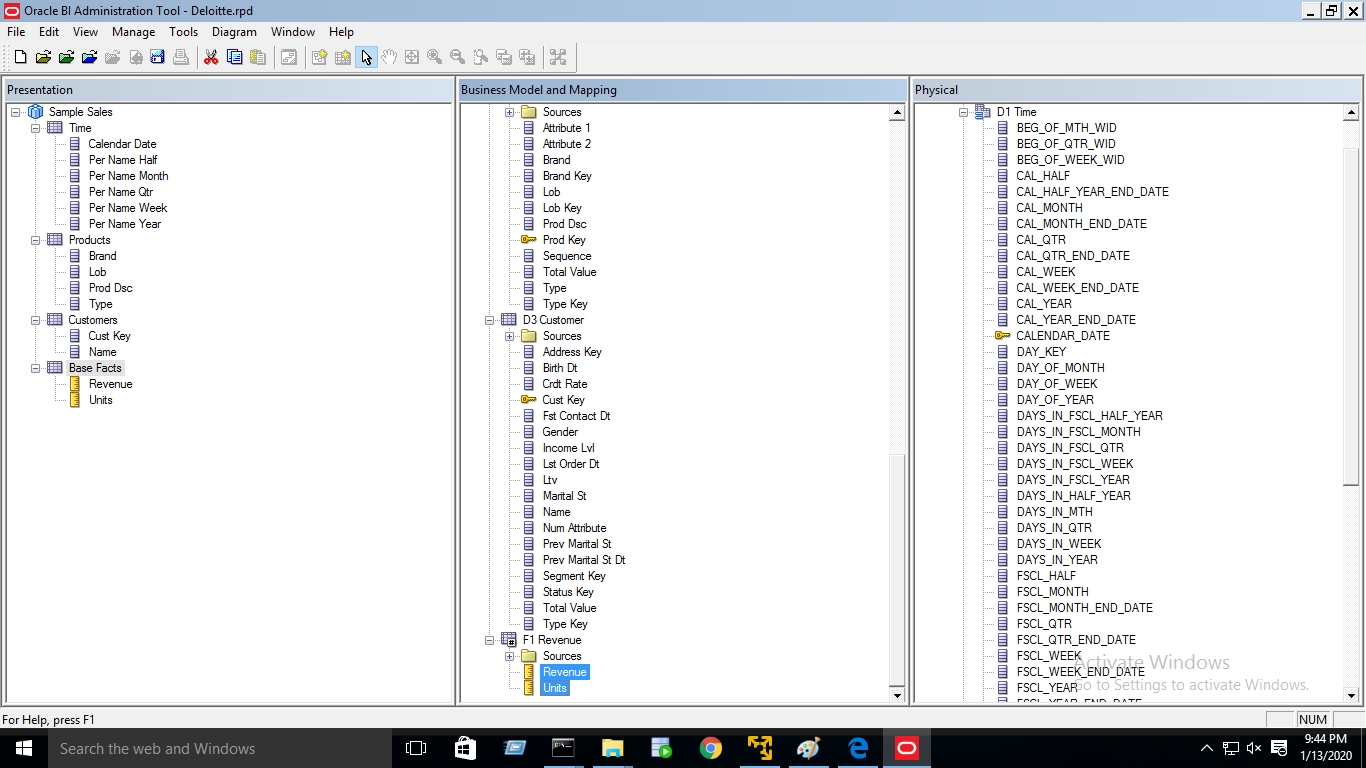 Oracle BI Administration Tool - Deloitte.rpd
File Edit View Manage Tools Diagram Window Help
Presentation
Sample Sales
Time
Calendar Date
Per Name Half
Per Name Month
Per Name Qtr
Per Name Week
Per Name Year
Products
Brand
Lob
Prod Dsc
Type
Customers
Cust Key
Name
Base Facts
Revenue
Units
Business Model and Mapping
Sources
Attribute 1
Attribute 2
Brand
Brand Key
Lob
Lob Key
Prod Dsc
Prod Key
Sequence
Total Value
Type
Type Key
D3 Customer
Sources
Address Key
Birth Dt
Crdt Rate
Cust Key
Fst Contact Dt
Gender
Income Lvl
Lst Order Dt
Ltv
Marital St
Name
Num Attribute
Prev Marital St
Prev Marital St Dt
Segment Key
Status Key
Total Value
Type Key
F1 Revenue
Sources
Revenue
Units
Physical
D1 Time
BEG_OF_MTH_WID
BEG_OF_QTR_WID
BEG_OF_WEEK_WID
CAL_HALF
CAL_HALF_YEAR_END_DATE
CAL_MONTH
CAL_MONTH_END_DATE
CAL_QTR
CAL_QTR_END_DATE
CAL_WEEK
CAL_WEEK_END_DATE
CAL_YEAR
CAL_YEAR_END_DATE
CALENDAR_DATE
DAY_KEY
DAY_OF_MONTH
DAY_OF_WEEK
DAY_OF_YEAR
DAYS_IN_FSCL_HALF_YEAR
DAYS_IN_FSCL_MONTH
DAYS_IN_FSCL_QTR
DAYS_IN_FSCL_WEEK
DAYS_IN_FSCL_YEAR
DAYS_IN_HALF_YEAR
DAYS_IN_MTH
DAYS_IN_QTR
DAYS_IN_WEEK
DAYS_IN_YEAR
FSCL_HALF
FSCL_MONTH
FSCL_MONTH_END_DATE
FSCL_QTR
FSCL_QTR_END_DATE
FSCL_WEEK
FSCL_WEEK_END_DATE
FSCL_YEAR
FSCL_YEAR_END_DATE
Activate Windows
Go to Settings to activate Windows.
For Help, press F1
NUM
Search the web and Windows
9:44 PM
1/13/2020